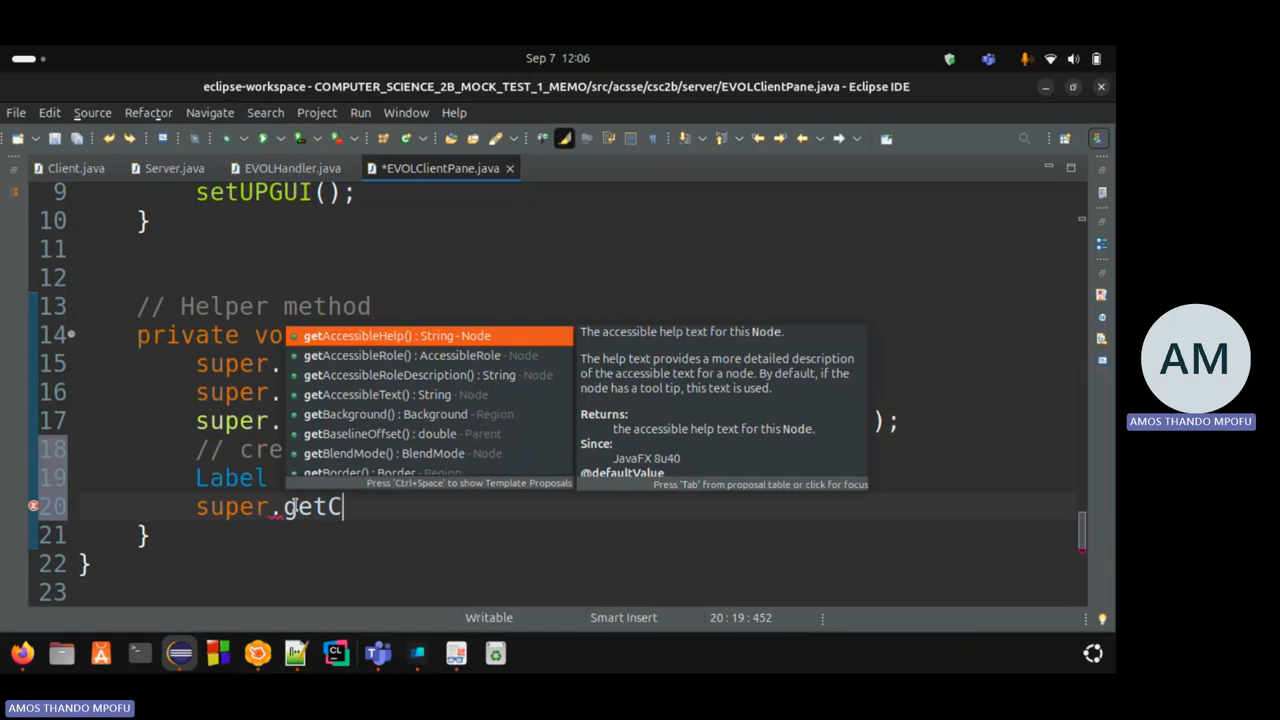 Sep 7 12:06
eclipse-workspace - COMPUTER_SCIENCE_2B_MOCK_TEST_1_MEMO/src/acsse/csc2b/server/EVOLClientPane.java - Eclipse IDE
File Edit Source Refactor Navigate Search Project Run Window Help
Client.java Server.java EVOLHandler.java *EVOLClientPane.java
9 setUPGUI();
10 }
11
12
13 // Helper method
14 private vo
15 super.
16 super.
17 super. );
18 // cre
19 Label
20 super.getC
21 }
22 }
23
getAccessibleHelp() : String - Node
getAccessibleRole() : AccessibleRole - Node
getAccessibleRoleDescription() : String - Node
getAccessibleText() : String - Node
getBackground() : Background - Region
getBaselineOffset() : double - Parent
getBlendMode() : BlendMode - Node
getBorder() : Border - Region
Press 'Ctrl+Space' to show Template Proposals
The accessible help text for this Node.
The help text provides a more detailed description
of the accessible text for a node. By default, if the
node has a tool tip, this text is used.
Returns:
the accessible help text for this Node.
Since:
JavaFX 8u40
@defaultValue
Press 'Tab' from proposal table or click for focus
Writable Smart Insert 20 : 19 : 452
CL
AM
AMOS THANDO MPOFU
AMOS THANDO MPOFU